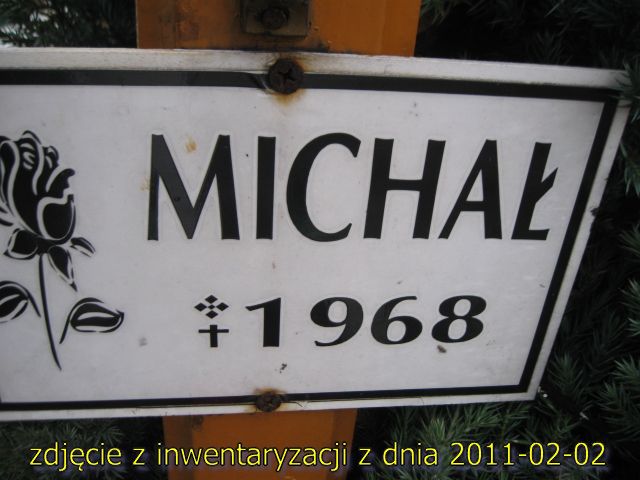 MICHAŁ
✝1968
zdjęcie z inwentaryzacji z dnia 2011-02-02